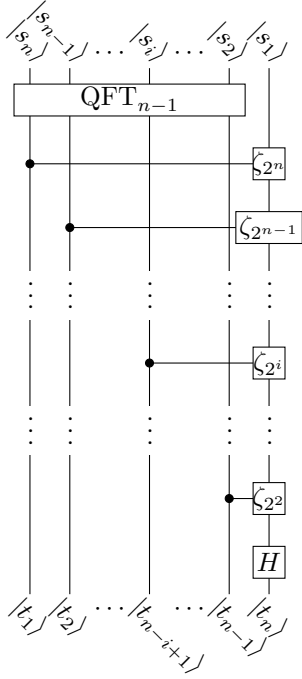 |s_n⟩ |s_{n−1}⟩ ⋯ |s_i⟩ ⋯ |s_2⟩ |s_1⟩
QFT_{n−1}
ζ_{2^n}
ζ_{2^{n−1}}
⋮ ⋮ ⋮ ⋮ ⋮
ζ_{2^i}
⋮ ⋮ ⋮ ⋮ ⋮
ζ_{2^2}
H
|t_1⟩ |t_2⟩ ⋯ |t_{n−i+1}⟩ ⋯ |t_{n−1}⟩ |t_n⟩